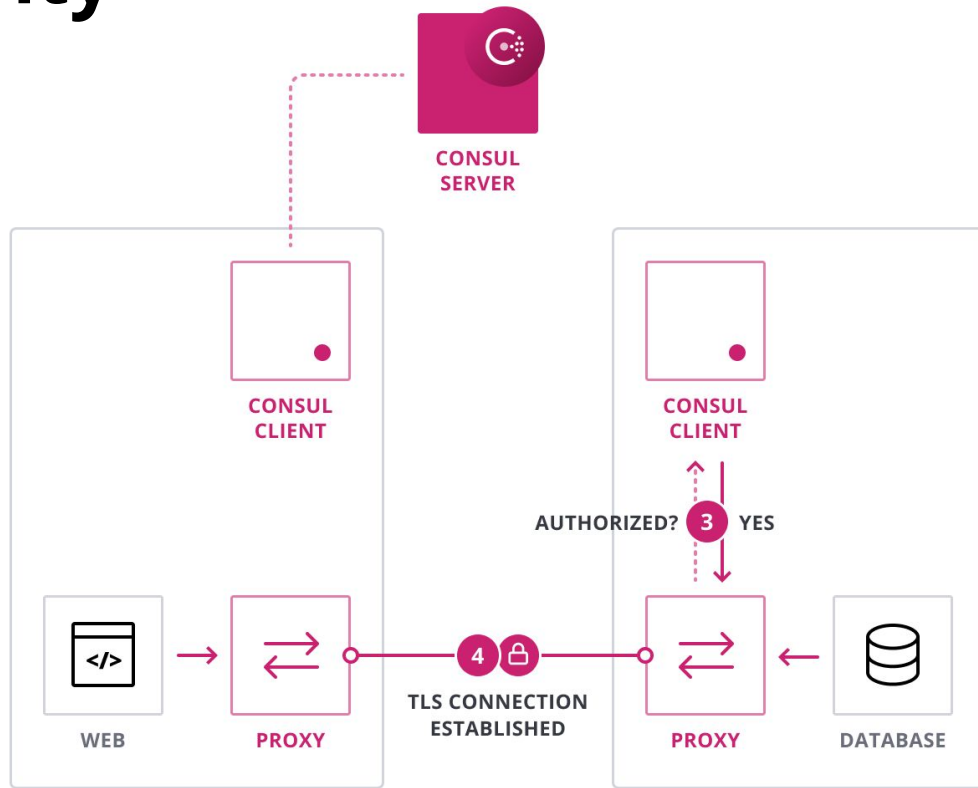 CONSUL
SERVER
CONSUL
CLIENT
CONSUL
CLIENT
AUTHORIZED? 3 YES
</>
4
TLS CONNECTION
ESTABLISHED
WEB
PROXY
PROXY
DATABASE